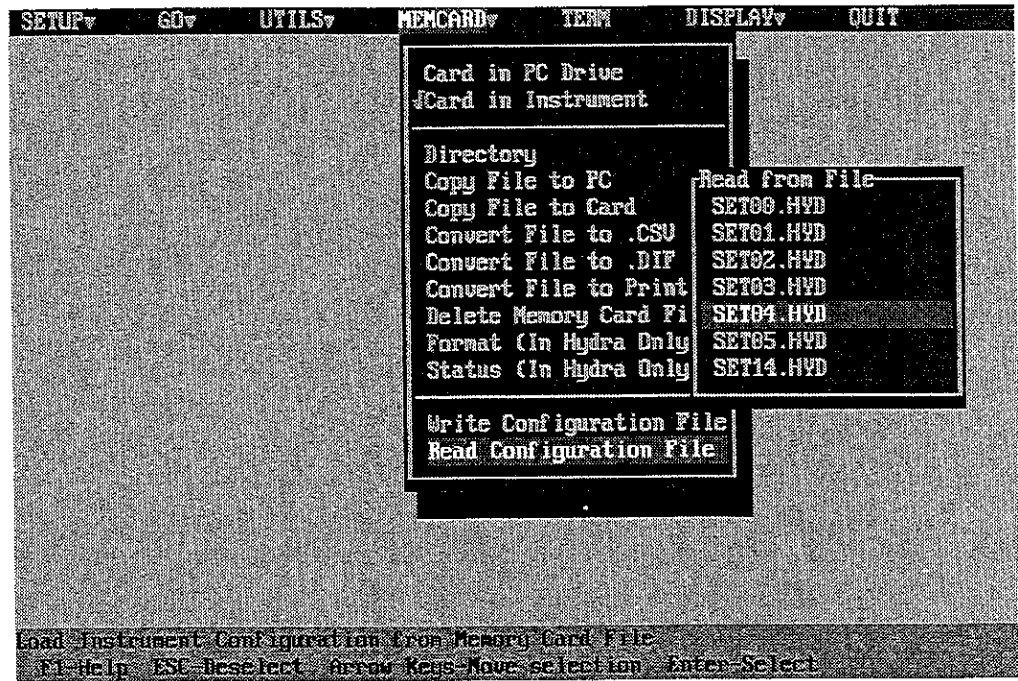 SETUP▼ GO▼ UTILS▼ MEMCARD▼ TERM DISPLAY▼ QUIT
Card in PC Drive
√Card in Instrument
Directory
Copy File to PC
Copy File to Card
Convert File to .CSV
Convert File to .DIF
Convert File to Print
Delete Memory Card Fi
Format (In Hydra Only
Status (In Hydra Only
Write Configuration File
Read Configuration File
Read from File
SET00.HYD
SET01.HYD
SET02.HYD
SET03.HYD
SET04.HYD
SET05.HYD
SET14.HYD
Load Instrument Configuration from Memory Card File
F1-Help ESC-Deselect Arrow Keys-Move selection Enter-Select